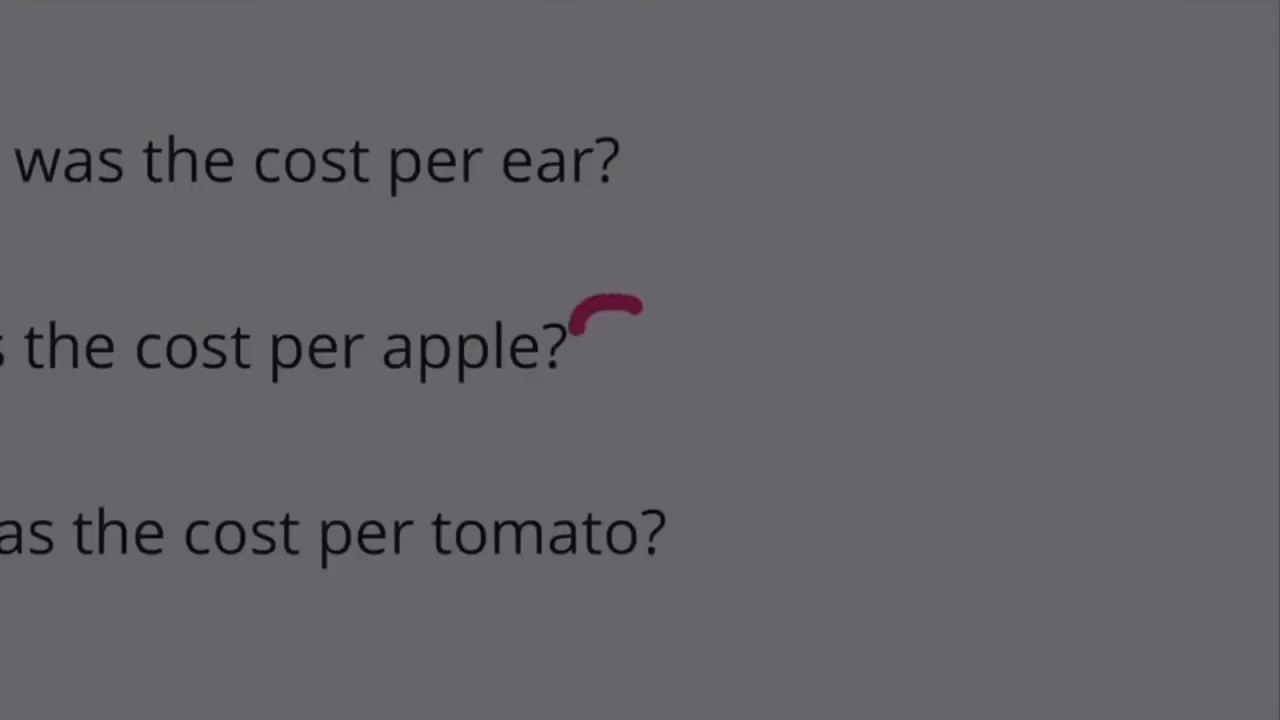 was the cost per ear?
the cost per apple?
as the cost per tomato?